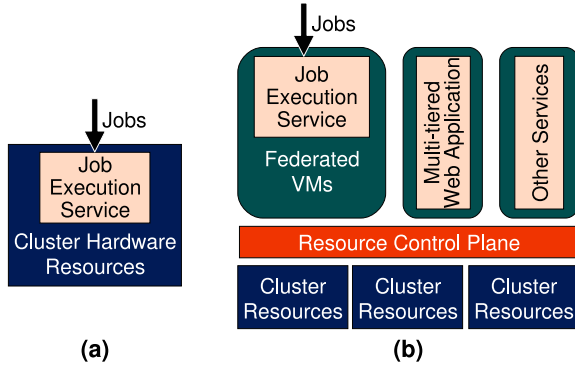 Jobs
Job
Execution
Service
Cluster Hardware
Resources
(a)
Jobs
Job
Execution
Service
Federated
VMs
Multi-tiered
Web Application
Other Services
Resource Control Plane
Cluster
Resources
Cluster
Resources
Cluster
Resources
(b)